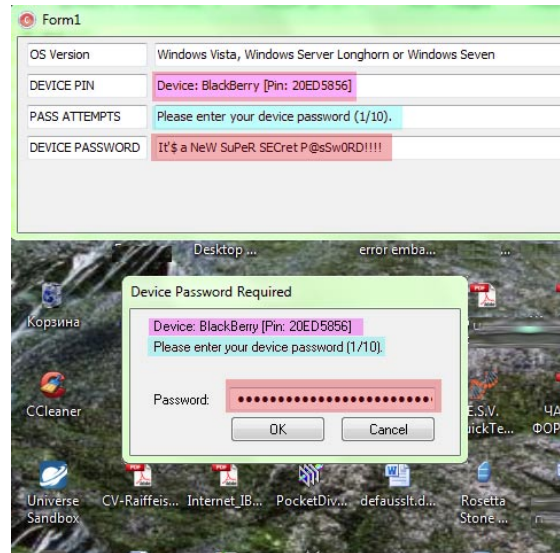 Form1
OS Version
Windows Vista, Windows Server Longhorn or Windows Seven
DEVICE PIN
Device: BlackBerry [Pin: 20ED5856]
PASS ATTEMPTS
Please enter your device password (1/10).
DEVICE PASSWORD
It'$ a NeW SuPeR SECret P@sSw0RD!!!!
Desktop ...
error emba...
...
Device Password Required
Корзина
Device: BlackBerry [Pin: 20ED5856]
Please enter your device password (1/10).
Password:
CCleaner
OK
Cancel
E.S.V.
QuickTe...
ЧА
ФОР
Universe
Sandbox
CV-Raiffeis...
Internet_IB...
PocketDiv...
defausslt.d...
Rosetta
Stone ...